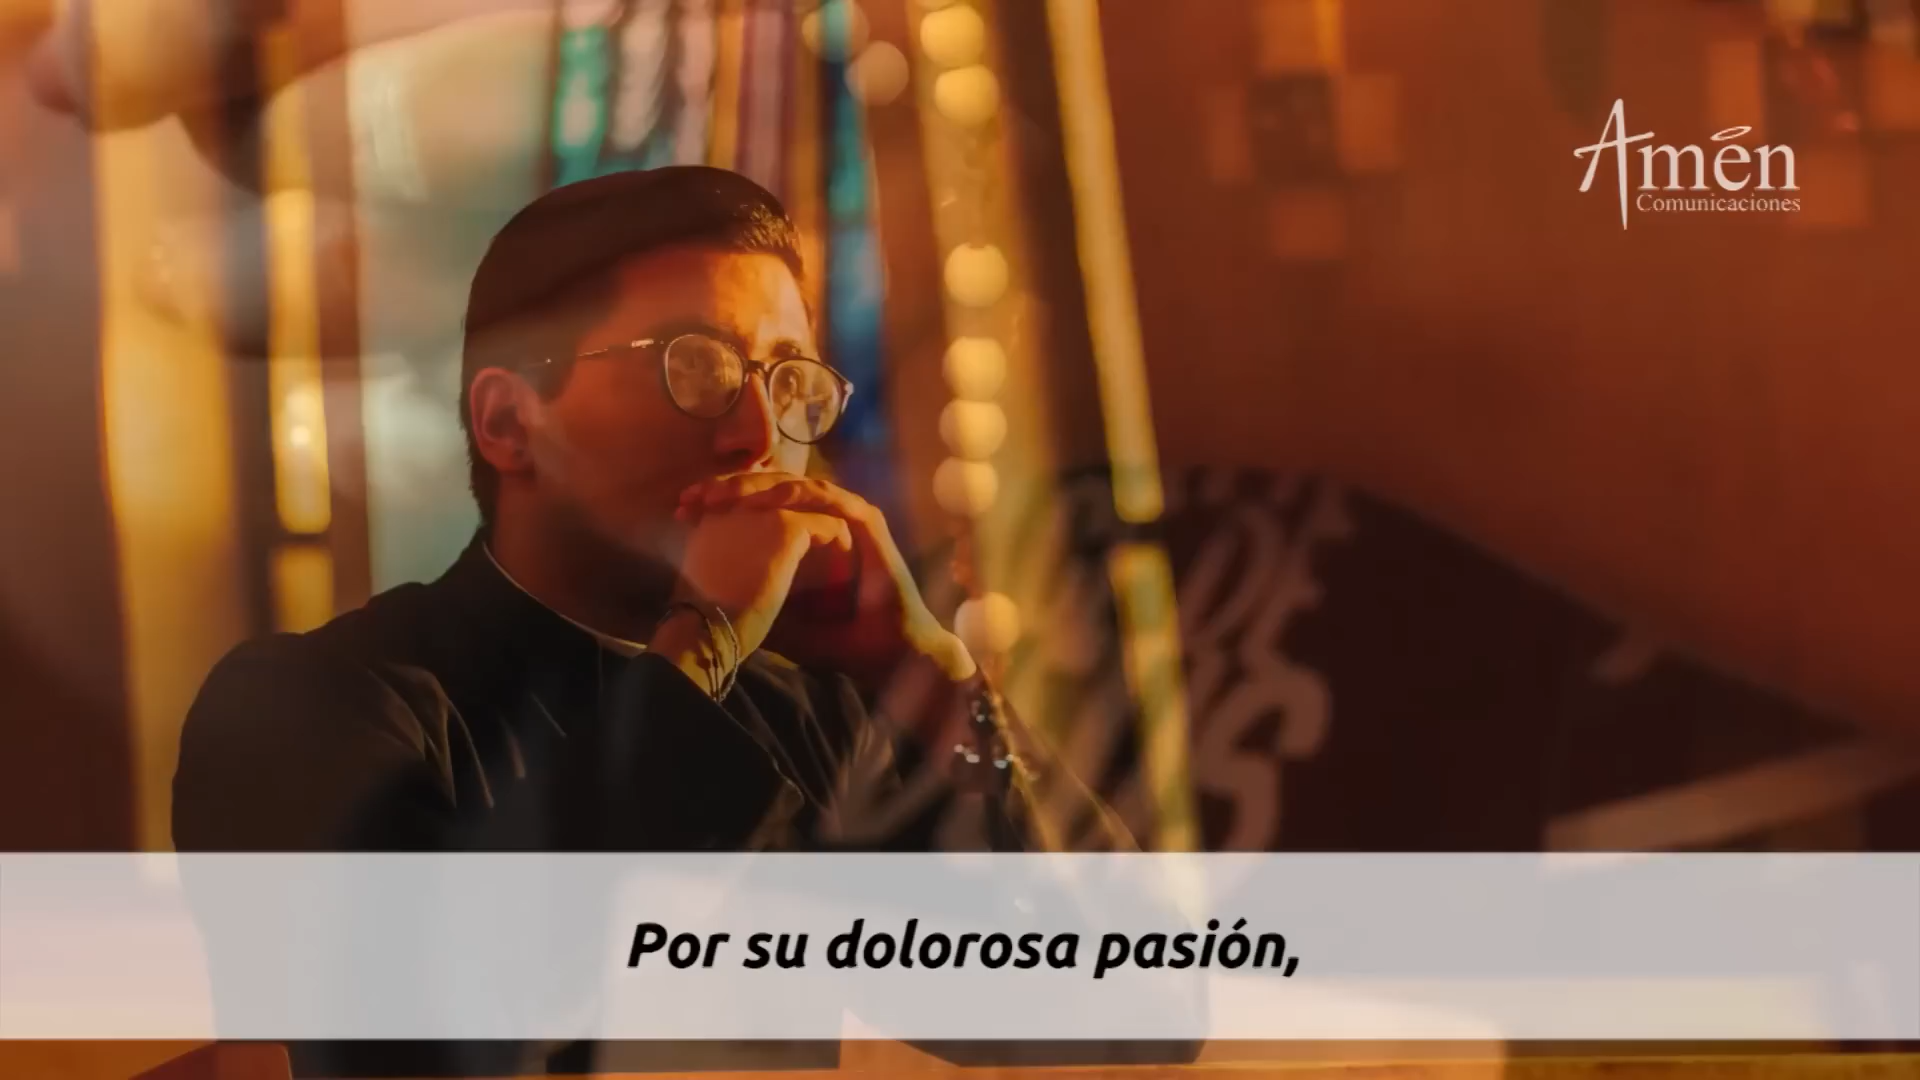 Amén
Comunicaciones
Por su dolorosa pasión,